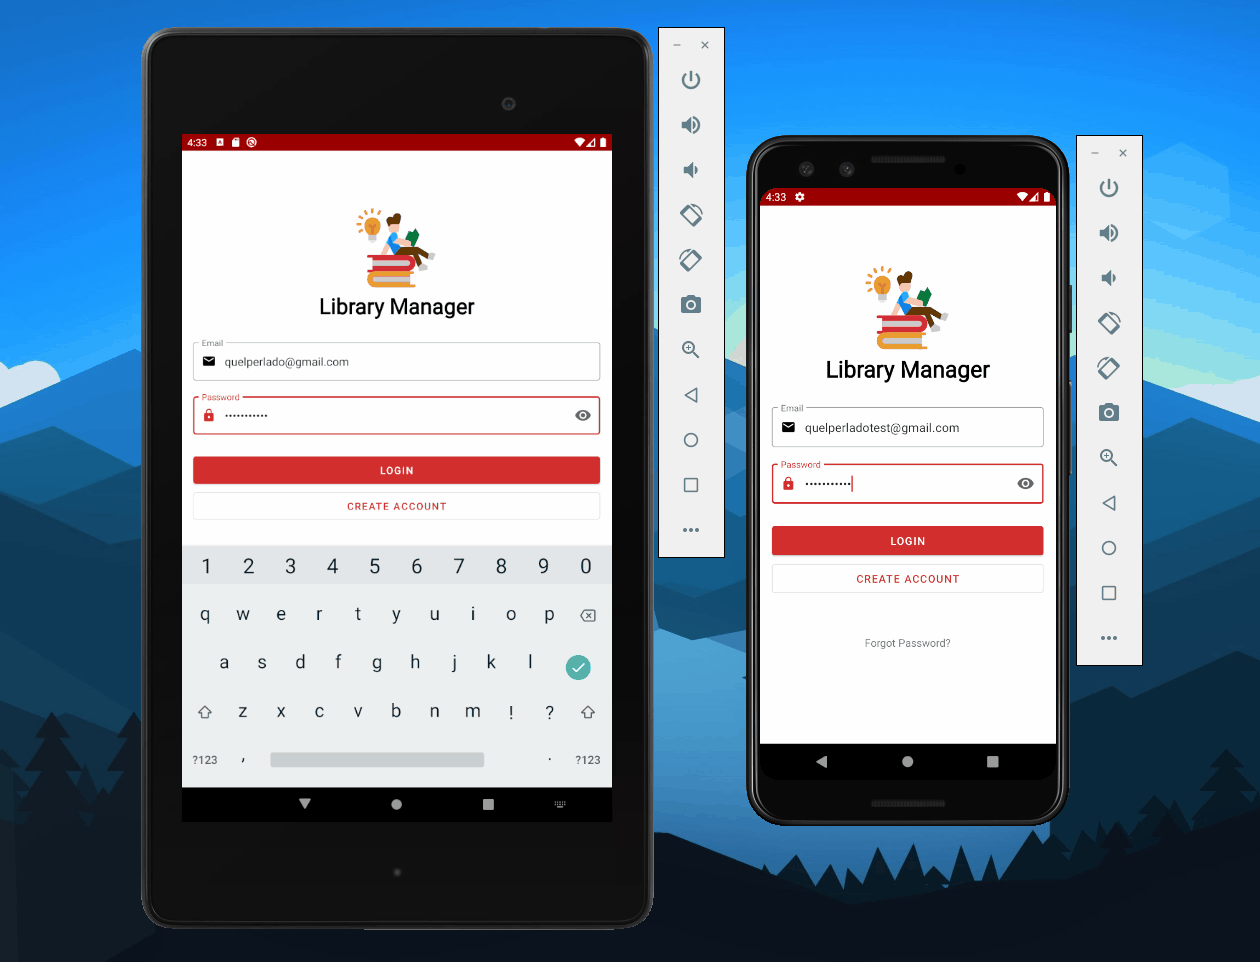 4:33
Library Manager
Email
quelperlado@gmail.com
Password
•••••••••••
LOGIN
CREATE ACCOUNT
1 2 3 4 5 6 7 8 9 0
q w e r t y u i o p
a s d f g h j k l
z x c v b n m ! ?
?123 , . ?123
4:33
Library Manager
Email
quelperladotest@gmail.com
Password
•••••••••••
LOGIN
CREATE ACCOUNT
Forgot Password?